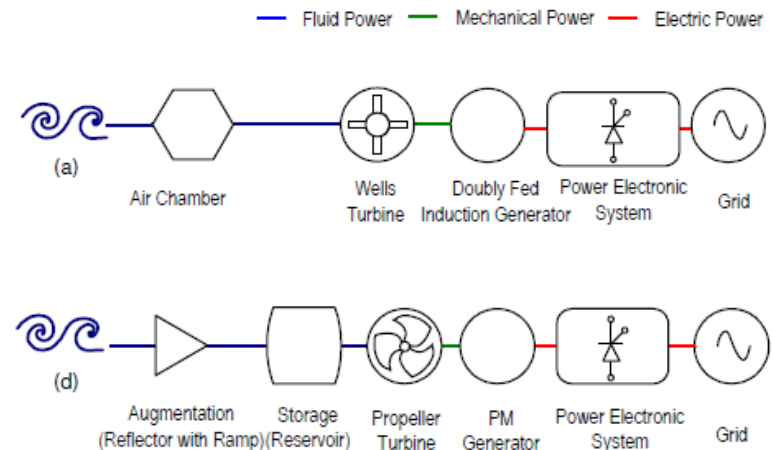 Fluid Power Mechanical Power Electric Power
(a)
Air Chamber
Wells Turbine
Doubly Fed Induction Generator
Power Electronic System
Grid
(d)
Augmentation (Reflector with Ramp)
Storage (Reservoir)
Propeller Turbine
PM Generator
Power Electronic System
Grid